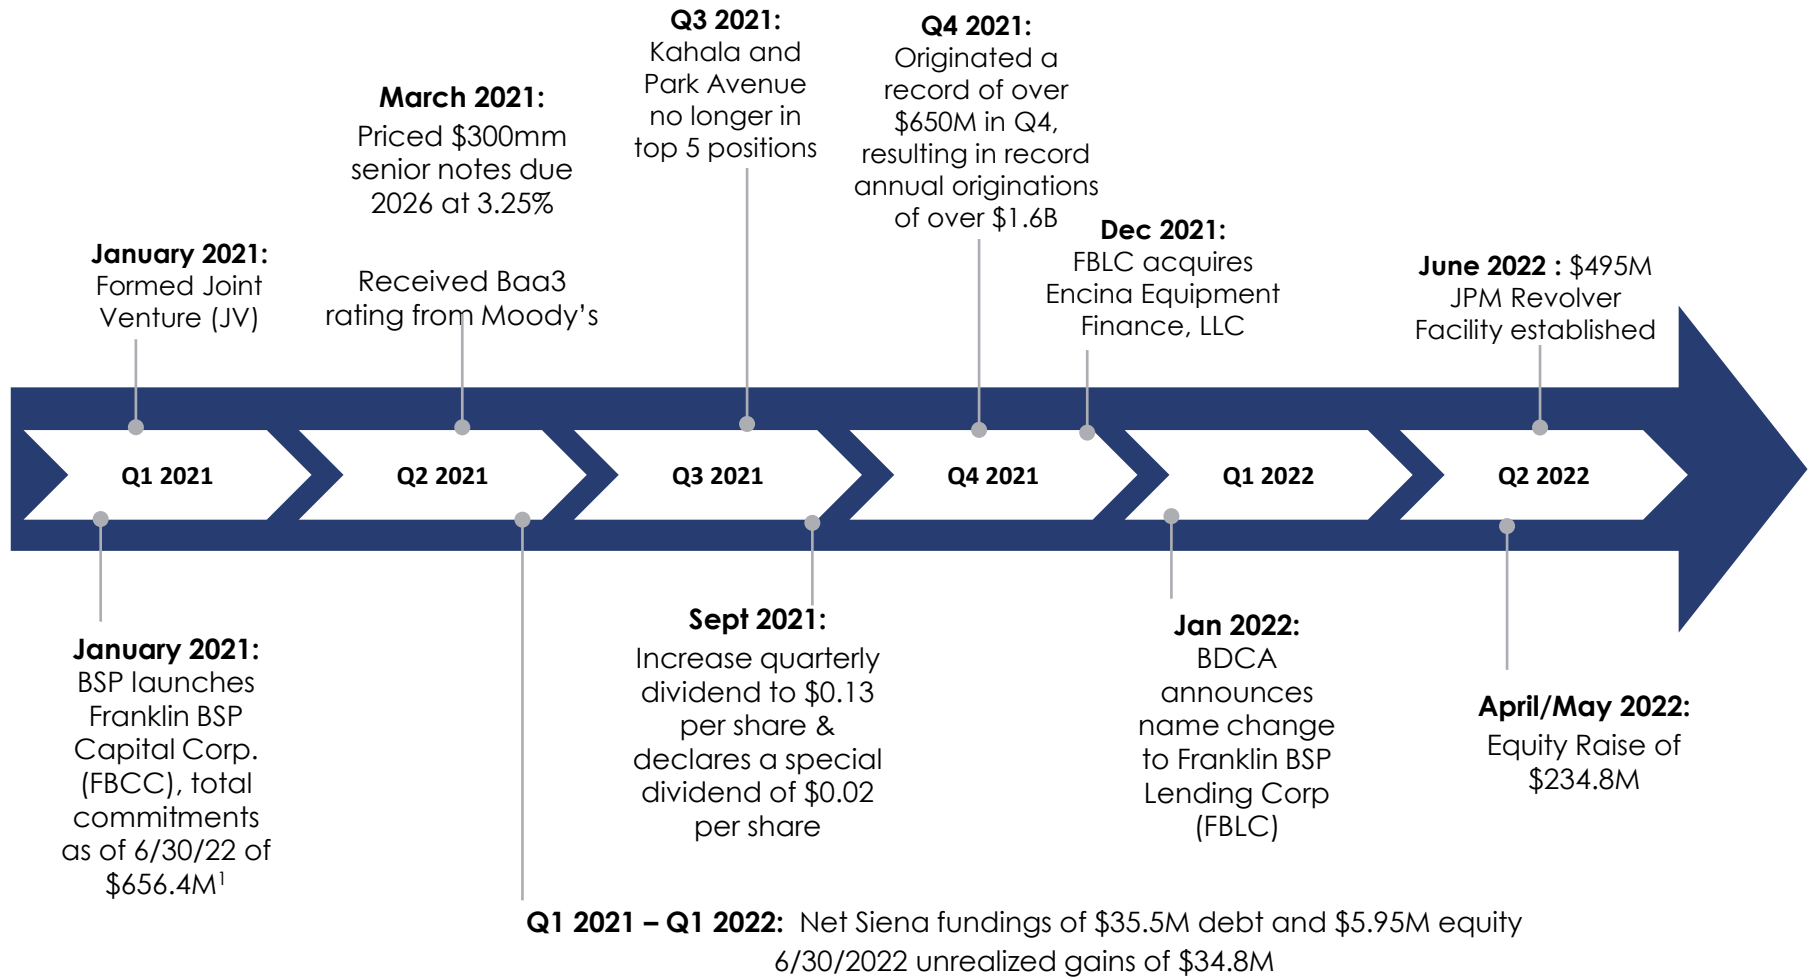 Q3 2021:
Kahala and
Park Avenue
no longer in
top 5 positions
Q4 2021:
Originated a
record of over
$650M in Q4,
resulting in record
annual originations
of over $1.6B
March 2021:
Priced $300mm
senior notes due
2026 at 3.25%
Received Baa3
rating from Moody’s
January 2021:
Formed Joint
Venture (JV)
Dec 2021:
FBLC acquires
Encina Equipment
Finance, LLC
June 2022 : $495M
JPM Revolver
Facility established
Q1 2021
Q2 2021
Q3 2021
Q4 2021
Q1 2022
Q2 2022
January 2021:
BSP launches
Franklin BSP
Capital Corp.
(FBCC), total
commitments
as of 6/30/22 of
$656.4M¹
Sept 2021:
Increase quarterly
dividend to $0.13
per share &
declares a special
dividend of $0.02
per share
Jan 2022:
BDCA
announces
name change
to Franklin BSP
Lending Corp
(FBLC)
April/May 2022:
Equity Raise of
$234.8M
Q1 2021 – Q1 2022: Net Siena fundings of $35.5M debt and $5.95M equity
6/30/2022 unrealized gains of $34.8M